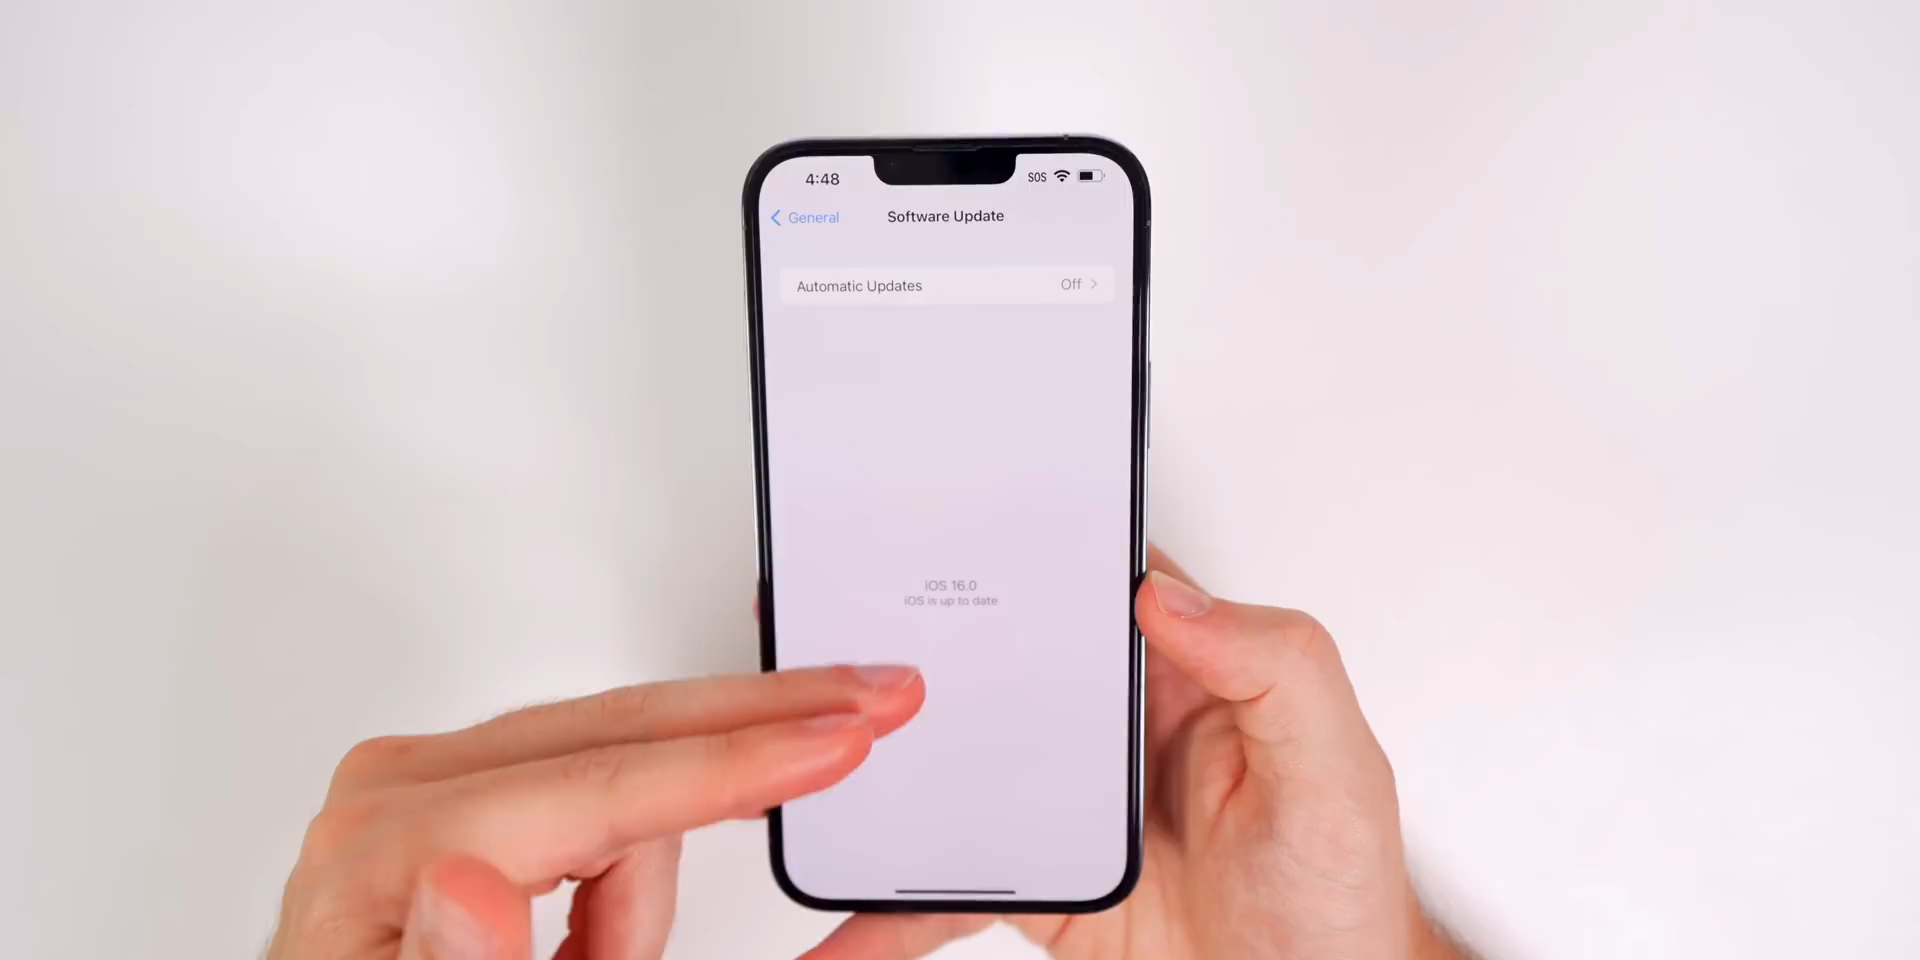 4:48
SOS
General
Software Update
Automatic Updates
Off
iOS 16.0
iOS is up to date